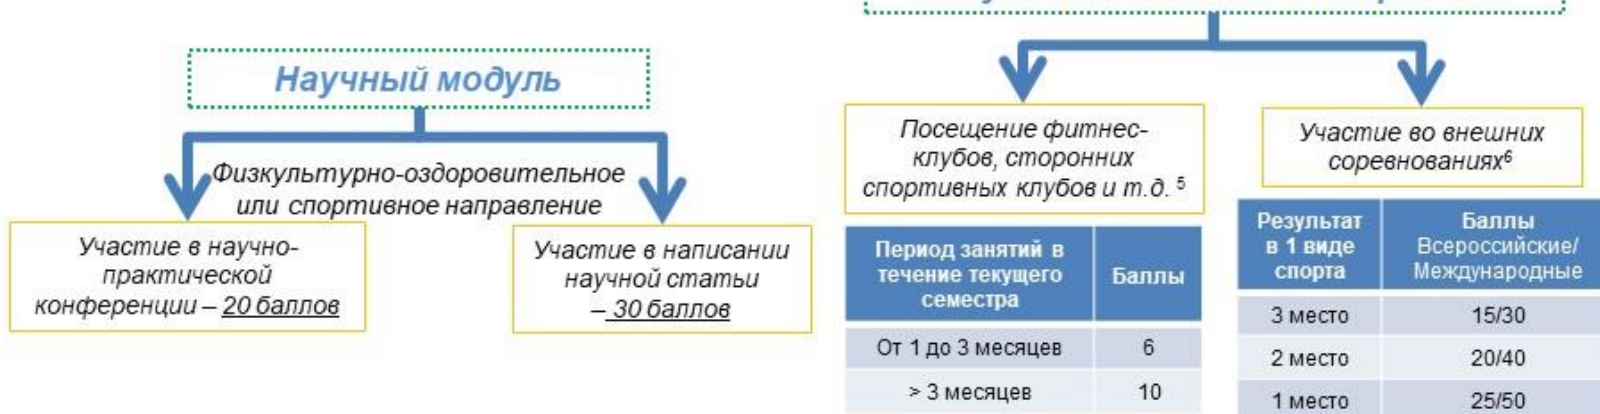 Научный модуль
Физкультурно-оздоровительное
или спортивное направление
Участие в научно-
практической
конференции – 20 баллов
Участие в написании
научной статьи
– 30 баллов
Посещение фитнес-
клубов, сторонних
спортивных клубов и т.д. 5
Период занятий в
течение текущего
семестра
Баллы
От 1 до 3 месяцев 6
> 3 месяцев 10
Участие во внешних
соревнованиях6
Результат
в 1 виде
спорта
Баллы
Всероссийские/
Международные
3 место 15/30
2 место 20/40
1 место 25/50